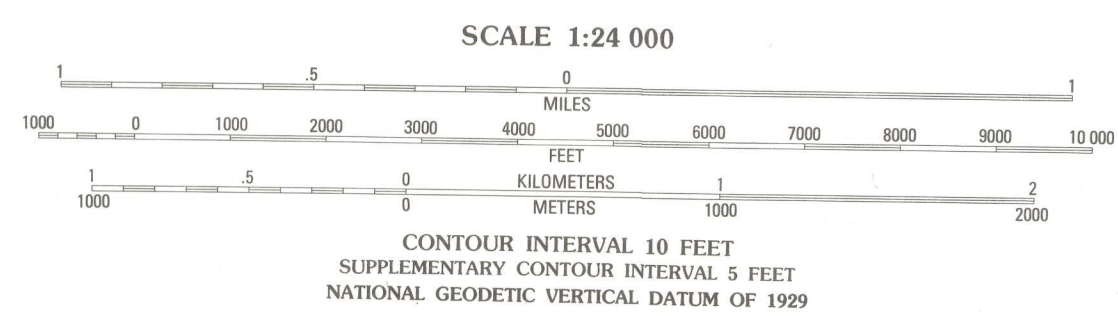 SCALE 1:24 000
1 .5 0 1
MILES
1000 0 1000 2000 3000 4000 5000 6000 7000 8000 9000 10 000
FEET
1 .5 0 KILOMETERS 1 2
1000 0 METERS 1000 2000
CONTOUR INTERVAL 10 FEET
SUPPLEMENTARY CONTOUR INTERVAL 5 FEET
NATIONAL GEODETIC VERTICAL DATUM OF 1929